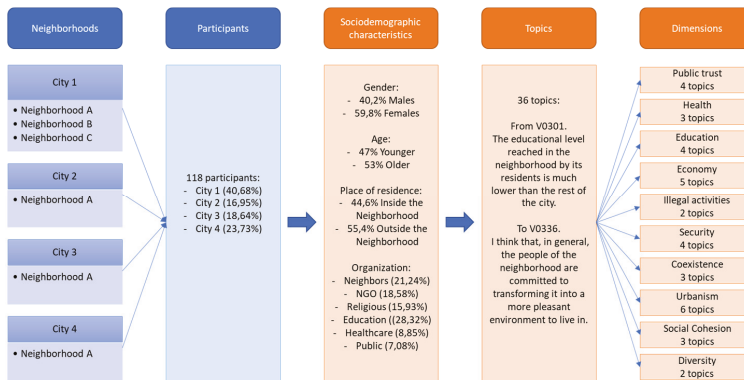 Neighborhoods
City 1
• Neighborhood A
• Neighborhood B
• Neighborhood C
City 2
• Neighborhood A
City 3
• Neighborhood A
City 4
• Neighborhood A
Participants
118 participants:
- City 1 (40,68%)
- City 2 (16,95%)
- City 3 (18,64%)
- City 4 (23,73%)
Sociodemographic
characteristics
Gender:
- 40,2% Males
- 59,8% Females
Age:
- 47% Younger
- 53% Older
Place of residence:
- 44,6% Inside the
Neighborhood
- 55,4% Outside the
Neighborhood
Organization:
- Neighbors (21,24%)
- NGO (18,58%)
- Religious (15,93%)
- Education ((28,32%)
- Healthcare (8,85%)
- Public (7,08%)
Topics
36 topics:
From V0301.
The educational level
reached in the
neighborhood by its
residents is much
lower than the rest of
the city.
To V0336.
I think that, in general,
the people of the
neighborhood are
committed to
transforming it into a
more pleasant
environment to live in.
Dimensions
Public trust
4 topics
Health
3 topics
Education
4 topics
Economy
5 topics
Illegal activities
2 topics
Security
4 topics
Coexistence
3 topics
Urbanism
6 topics
Social Cohesion
3 topics
Diversity
2 topics